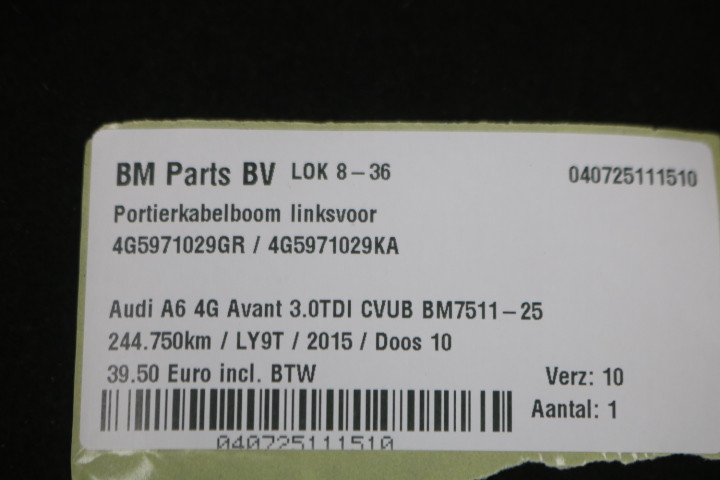 BM Parts BV LOK 8-36 040725111510
Portierkabelboom linksvoor
4G5971029GR / 4G5971029KA
Audi A6 4G Avant 3.0TDI CVUB BM7511-25
244.750km / LY9T / 2015 / Doos 10
39.50 Euro incl. BTW Verz: 10
Aantal: 1
040725111510